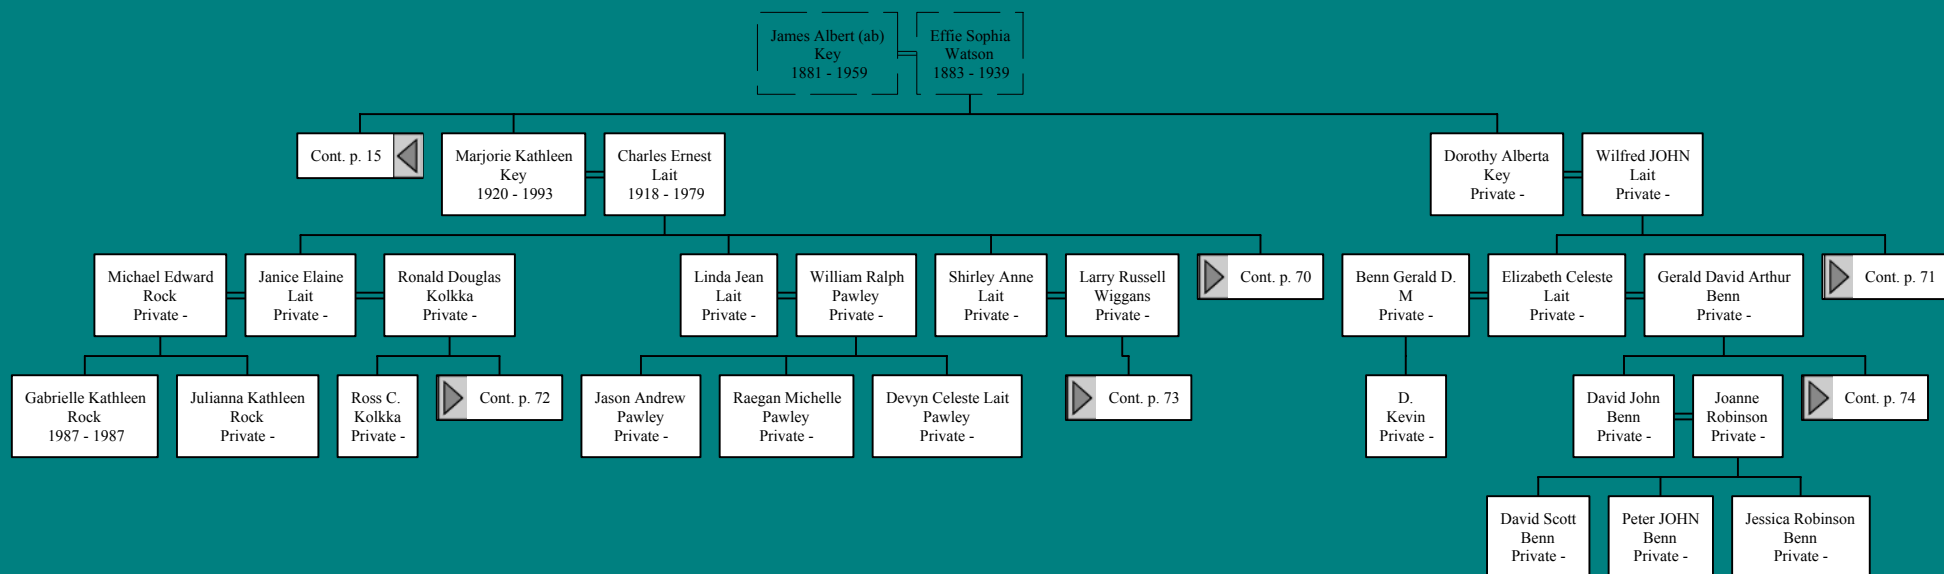 James Albert (ab)
Key
1881 - 1959
Effie Sophia
Watson
1883 - 1939
Cont. p. 15
Marjorie Kathleen
Key
1920 - 1993
Charles Ernest
Lait
1918 - 1979
Dorothy Alberta
Key
Private -
Wilfred JOHN
Lait
Private -
Michael Edward
Rock
Private -
Janice Elaine
Lait
Private -
Ronald Douglas
Kolkka
Private -
Linda Jean
Lait
Private -
William Ralph
Pawley
Private -
Shirley Anne
Lait
Private -
Larry Russell
Wiggans
Private -
Cont. p. 70
Benn Gerald D.
M
Private -
Elizabeth Celeste
Lait
Private -
Gerald David Arthur
Benn
Private -
Cont. p. 71
Gabrielle Kathleen
Rock
1987 - 1987
Julianna Kathleen
Rock
Private -
Ross C.
Kolkka
Private -
Cont. p. 72
Jason Andrew
Pawley
Private -
Raegan Michelle
Pawley
Private -
Devyn Celeste Lait
Pawley
Private -
Cont. p. 73
D.
Kevin
Private -
David John
Benn
Private -
Joanne
Robinson
Private -
Cont. p. 74
David Scott
Benn
Private -
Peter JOHN
Benn
Private -
Jessica Robinson
Benn
Private -